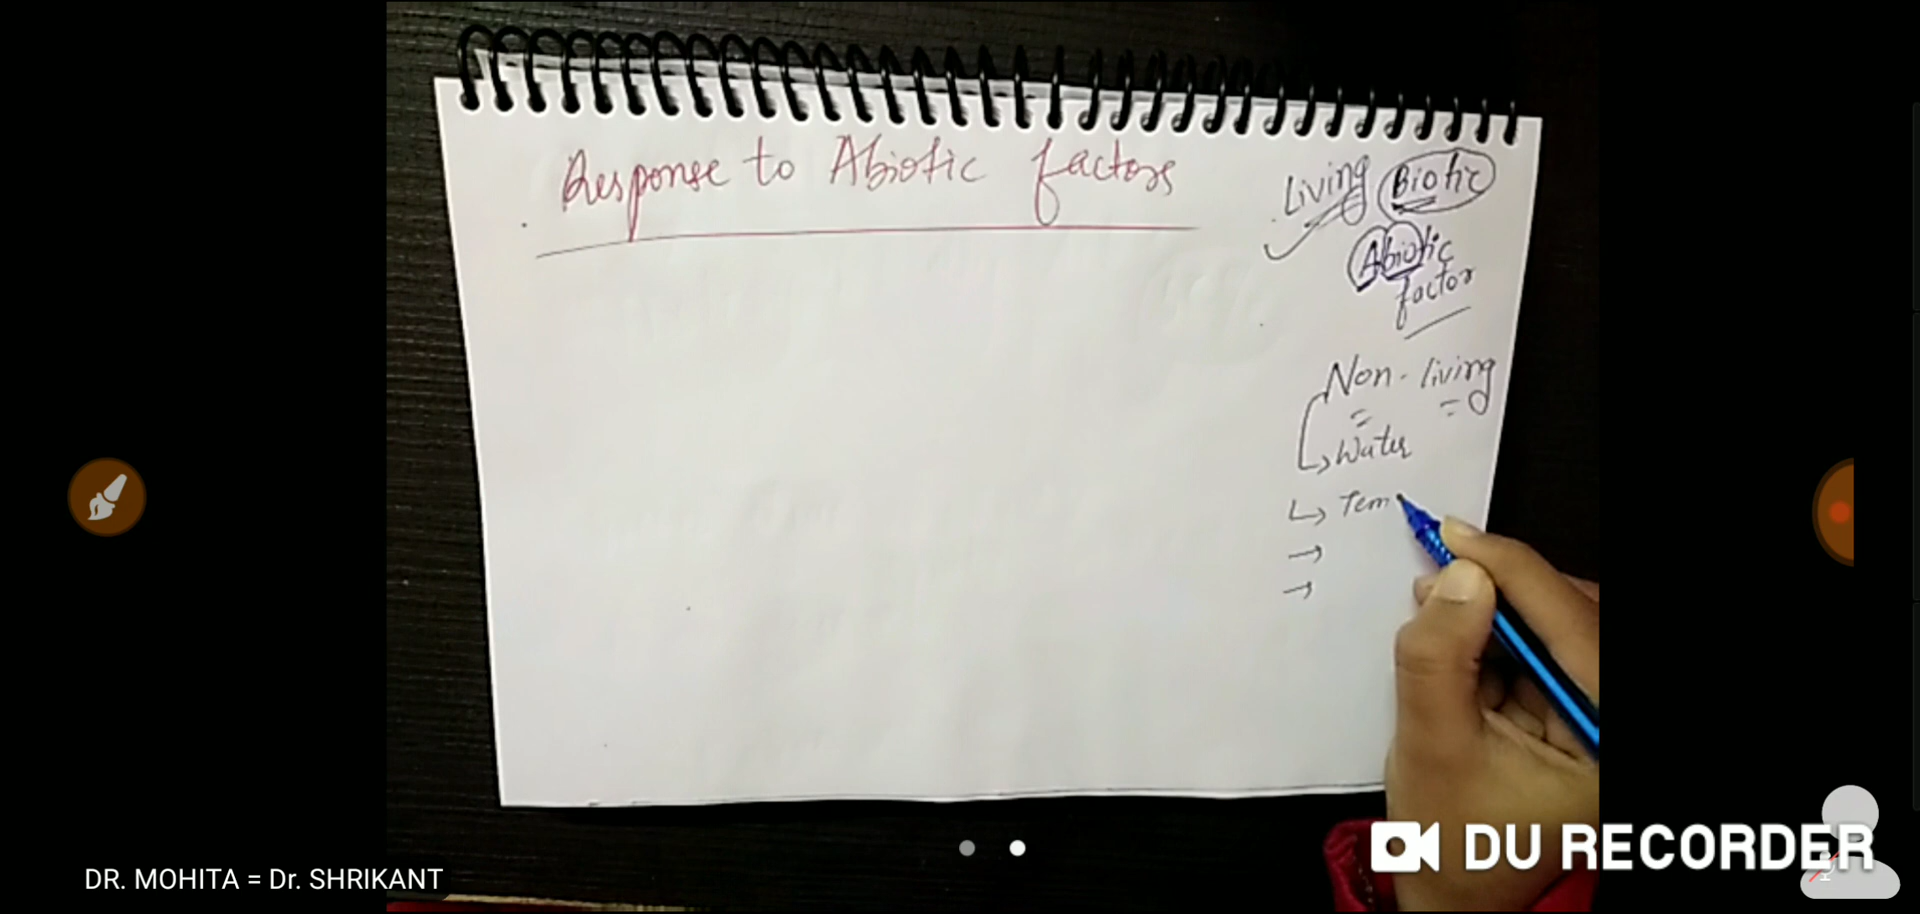 Response to Abiotic factors
Living Biotic
Abiotic
factor
Non-living
Water
Tem
DR. MOHITA = Dr. SHRIKANT
DU RECORDER